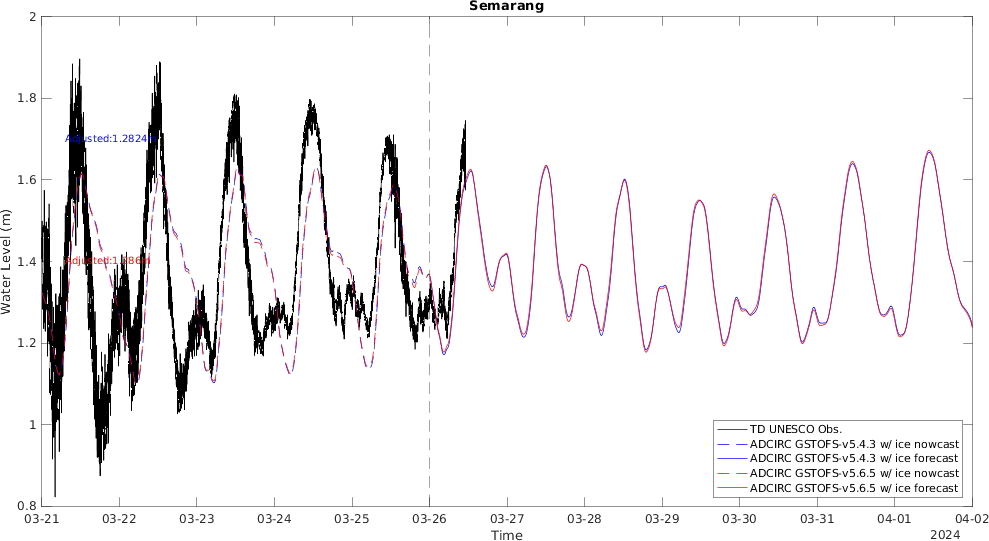 Semarang
2
1.8
1.6
1.4
1.2
1
0.8
Water Level (m)
Adjusted:1.2824m
03-21
03-22
03-23
03-24
03-25
03-26
03-27
03-28
03-29
03-30
03-31
04-01
04-02
Time
2024
TD UNESCO Obs.
ADCIRC GSTOFS-v5.4.3 w/ ice nowcast
ADCIRC GSTOFS-v5.4.3 w/ ice forecast
ADCIRC GSTOFS-v5.6.5 w/ ice nowcast
ADCIRC GSTOFS-v5.6.5 w/ ice forecast